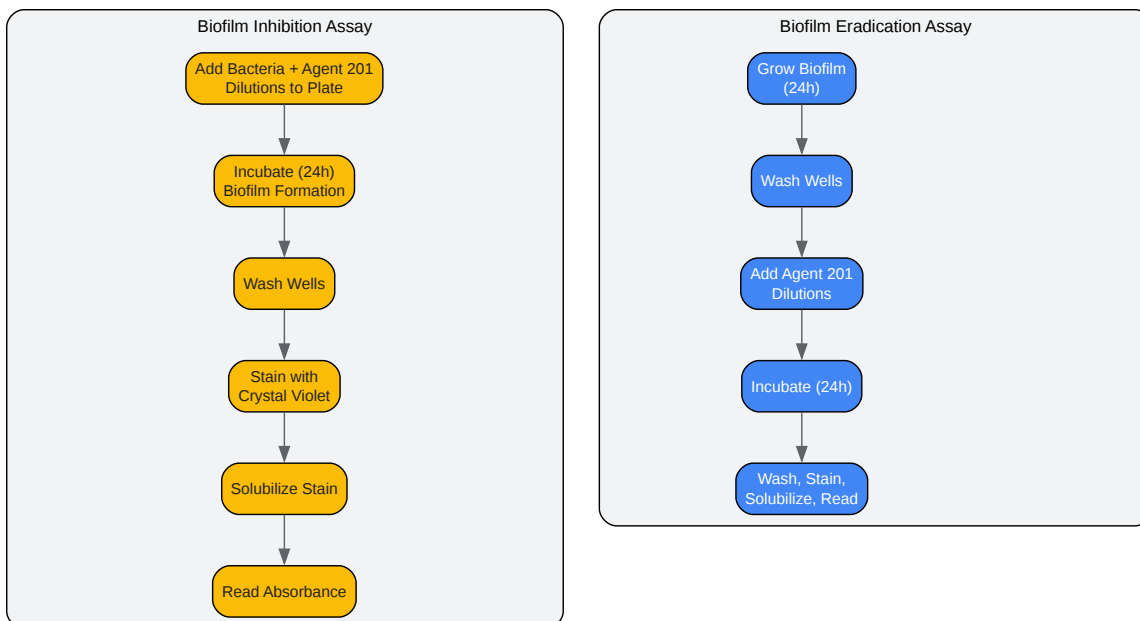 Biofilm Inhibition Assay
Add Bacteria + Agent 201
Dilutions to Plate
Incubate (24h)
Biofilm Formation
Wash Wells
Stain with
Crystal Violet
Solubilize Stain
Read Absorbance
Biofilm Eradication Assay
Grow Biofilm
(24h)
Wash Wells
Add Agent 201
Dilutions
Incubate (24h)
Wash, Stain,
Solubilize, Read